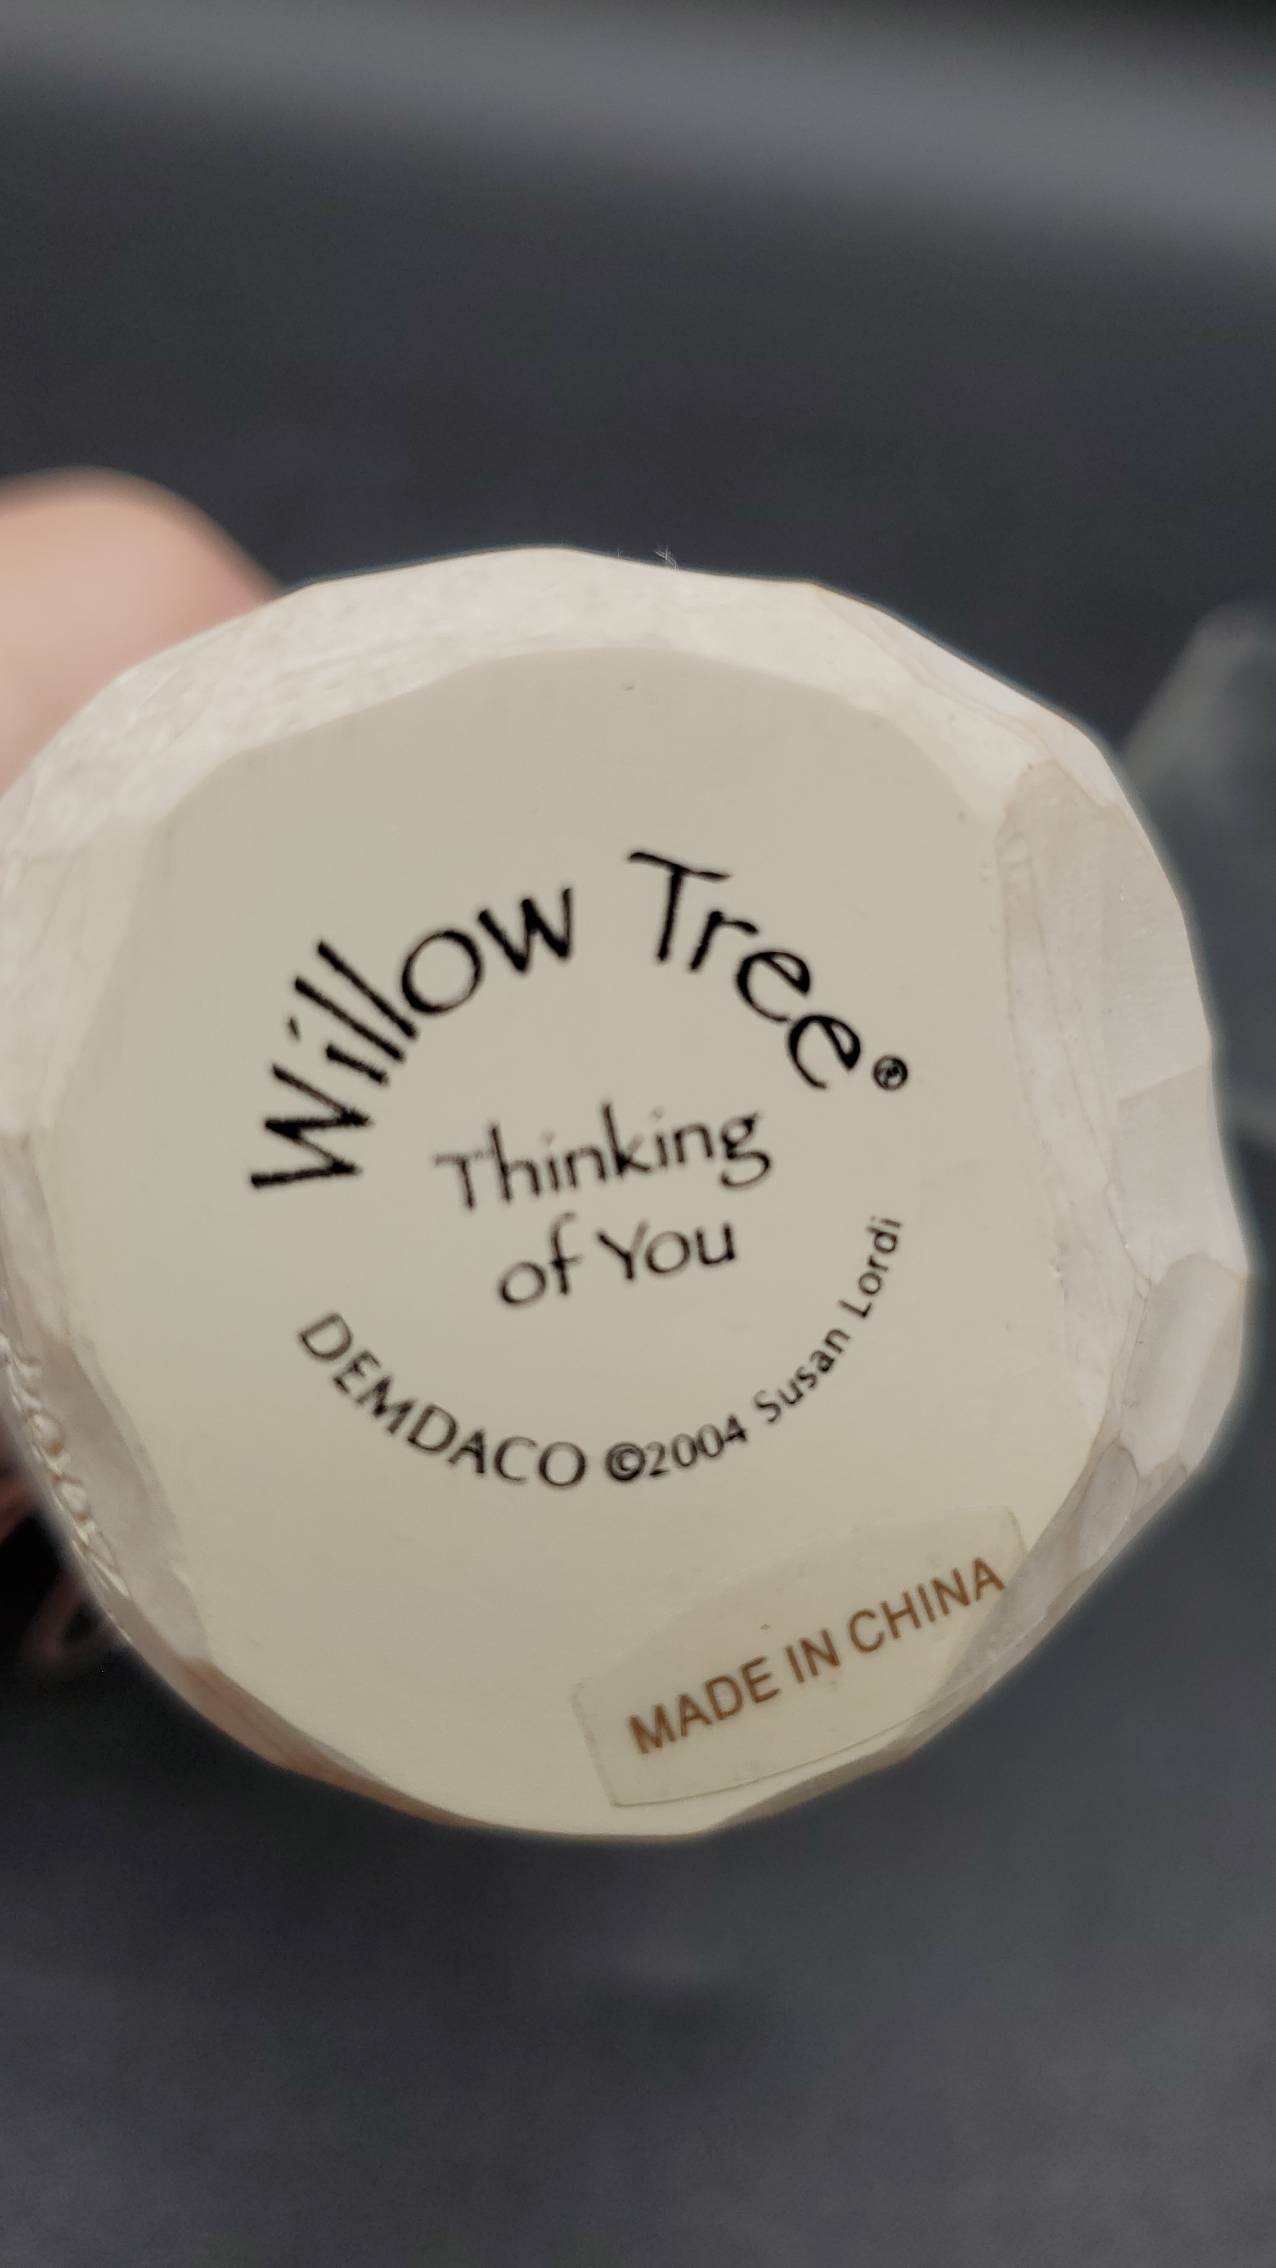 Willow Tree®
Thinking
of You
DEMDACO ©2004 Susan Lordi
MADE IN CHINA